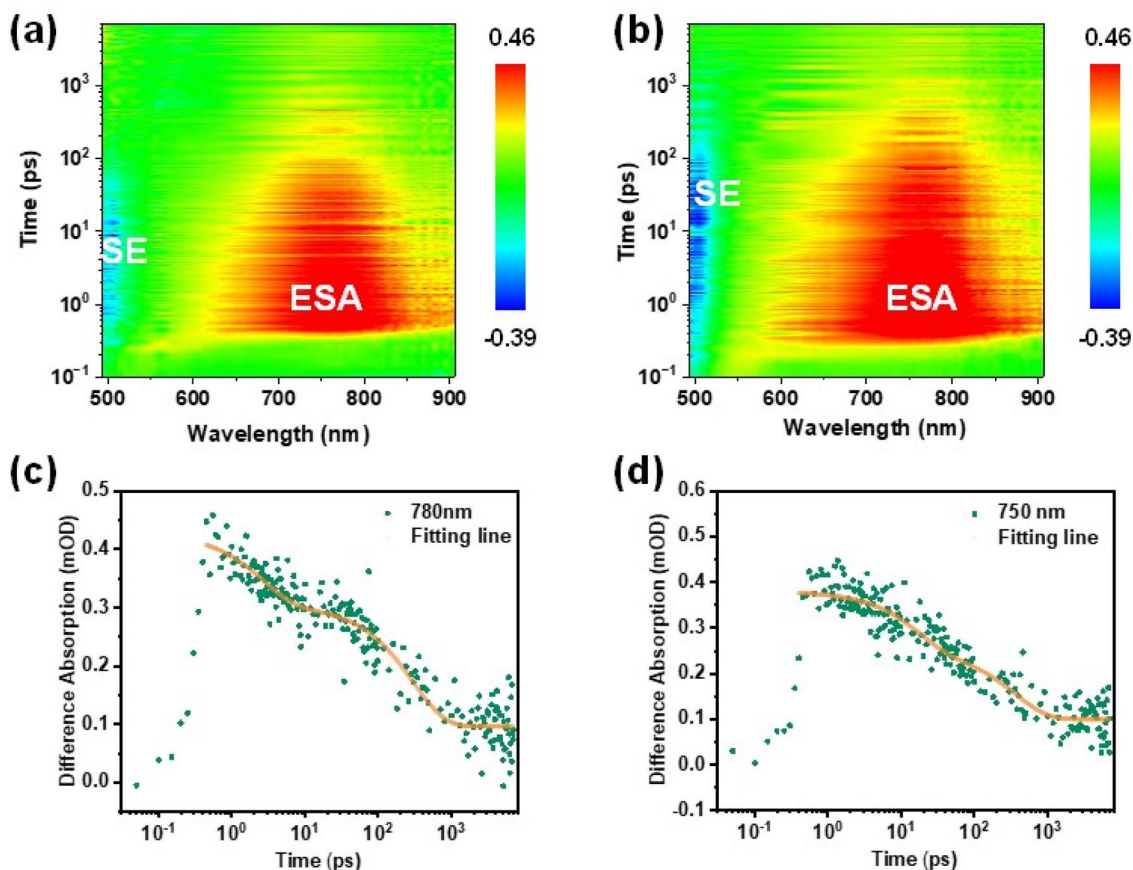 (a)
0.46
10³
10²
10¹
10⁰
10⁻¹
Time (ps)
SE
ESA
-0.39
500 600 700 800 900
Wavelength (nm)
(b)
0.46
10³
10²
10¹
10⁰
10⁻¹
Time (ps)
SE
ESA
-0.39
500 600 700 800 900
Wavelength (nm)
(c)
0.5
0.4
0.3
0.2
0.1
0.0
Difference Absorption (mOD)
780nm
Fitting line
10⁻¹ 10⁰ 10¹ 10² 10³
Time (ps)
(d)
0.6
0.5
0.4
0.3
0.2
0.1
0.0
-0.1
Difference Absorption (mOD)
750 nm
Fitting line
10⁻¹ 10⁰ 10¹ 10² 10³
Time (ps)